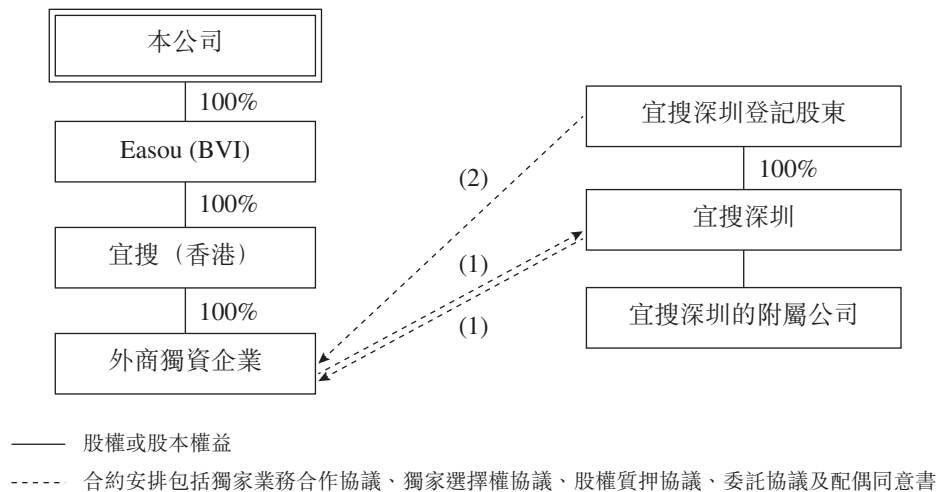 本公司
100%
Easou (BVI)
100%
宜搜（香港）
100%
外商獨資企業
宜搜深圳登記股東
100%
宜搜深圳
宜搜深圳的附屬公司
(2)
(1)
(1)
股權或股本權益
合約安排包括獨家業務合作協議、獨家選擇權協議、股權質押協議、委託協議及配偶同意書